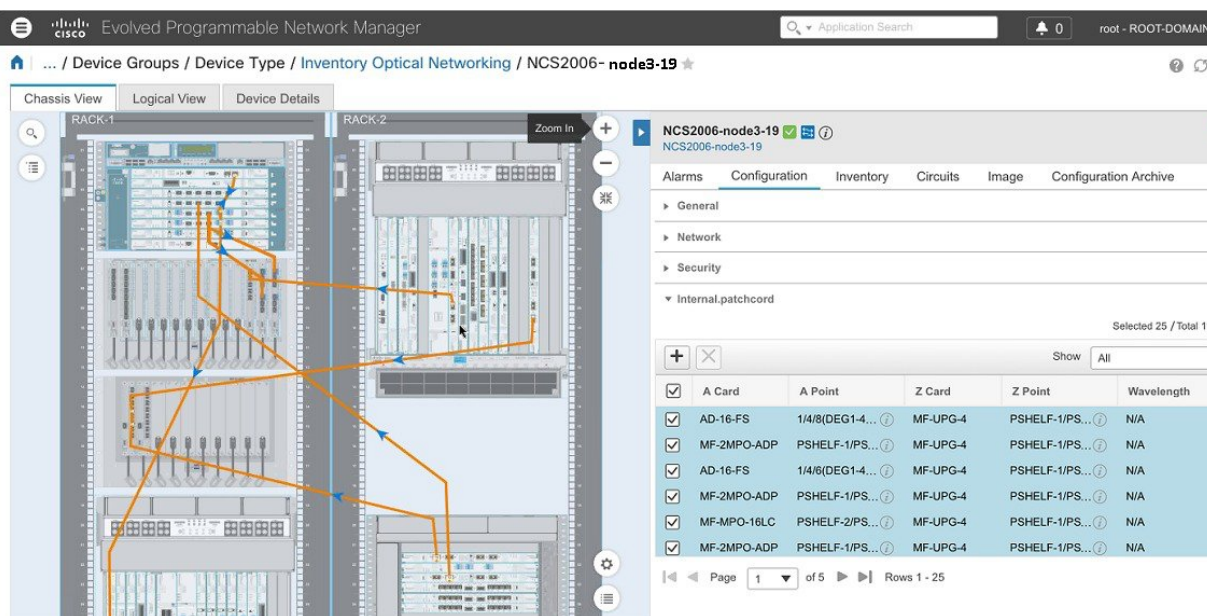 CISCO Evolved Programmable Network Manager
Application Search
0
root - ROOT-DOMAIN
... / Device Groups / Device Type / Inventory Optical Networking / NCS2006- node3-19
Chassis View Logical View Device Details
RACK-1
RACK-2
Zoom In
NCS2006-node3-19
NCS2006-node3-19
Alarms Configuration Inventory Circuits Image Configuration Archive
General
Network
Security
Internal.patchcord
Selected 25 / Total 1
Show All
A Card A Point Z Card Z Point Wavelength
AD-16-FS 1/4/8(DEG1-4... MF-UPG-4 PSHELF-1/PS... N/A
MF-2MPO-ADP PSHELF-1/PS... MF-UPG-4 PSHELF-1/PS... N/A
AD-16-FS 1/4/6(DEG1-4... MF-UPG-4 PSHELF-1/PS... N/A
MF-2MPO-ADP PSHELF-1/PS... MF-UPG-4 PSHELF-1/PS... N/A
MF-MPO-16LC PSHELF-2/PS... MF-UPG-4 PSHELF-1/PS... N/A
MF-2MPO-ADP PSHELF-1/PS... MF-UPG-4 PSHELF-1/PS... N/A
Page 1 of 5 Rows 1 - 25